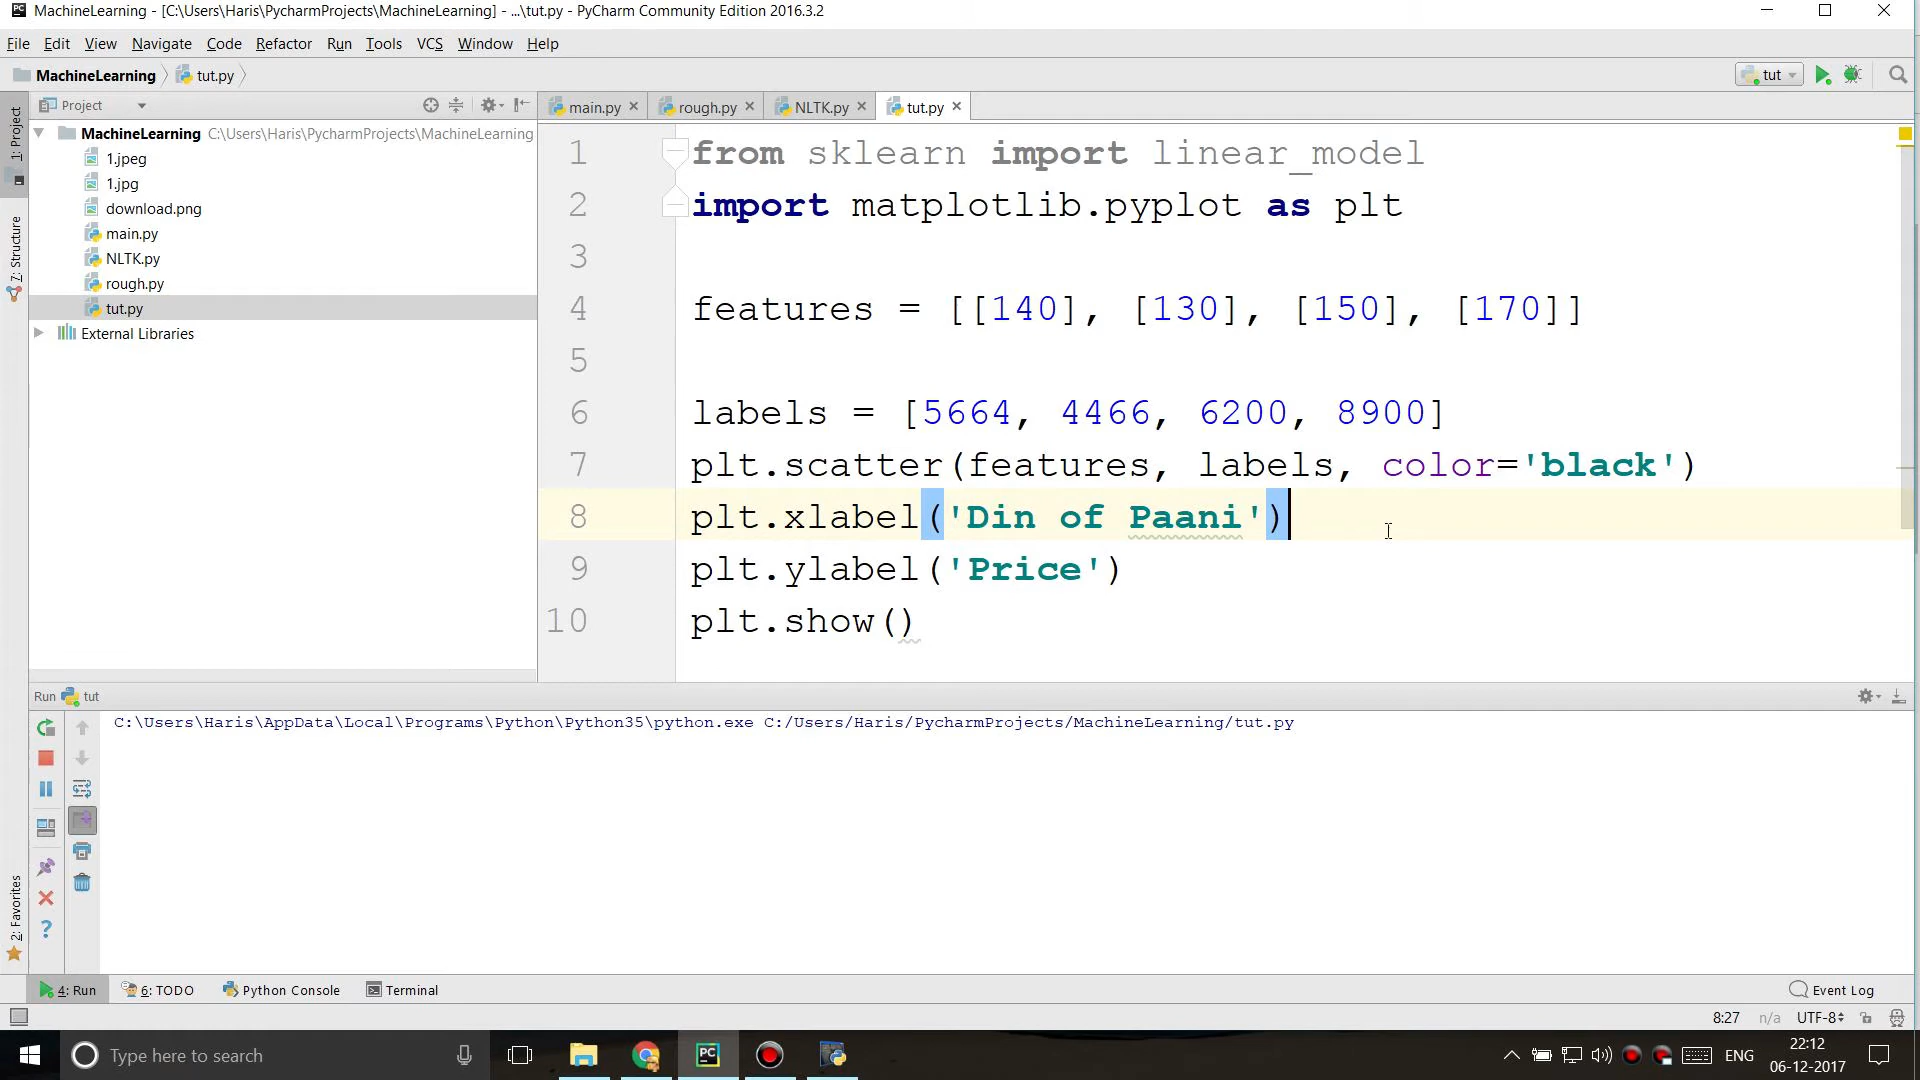 MachineLearning - [C:\Users\Haris\PycharmProjects\MachineLearning] - ...\tut.py - PyCharm Community Edition 2016.3.2
File Edit View Navigate Code Refactor Run Tools VCS Window Help
MachineLearning tut.py tut
Project
main.py rough.py NLTK.py tut.py
1: Project
7: Structure
2: Favorites
MachineLearning C:\Users\Haris\PycharmProjects\MachineLearning
1.jpeg
1.jpg
download.png
main.py
NLTK.py
rough.py
tut.py
External Libraries
1 from sklearn import linear_model
2 import matplotlib.pyplot as plt
3
4 features = [[140], [130], [150], [170]]
5
6 labels = [5664, 4466, 6200, 8900]
7 plt.scatter(features, labels, color='black')
8 plt.xlabel('Din of Paani')
9 plt.ylabel('Price')
10 plt.show()
Run tut
C:\Users\Haris\AppData\Local\Programs\Python\Python35\python.exe C:/Users/Haris/PycharmProjects/MachineLearning/tut.py
4: Run 6: TODO Python Console Terminal Event Log
8:27 n/a UTF-8
Type here to search
ENG
22:12
06-12-2017